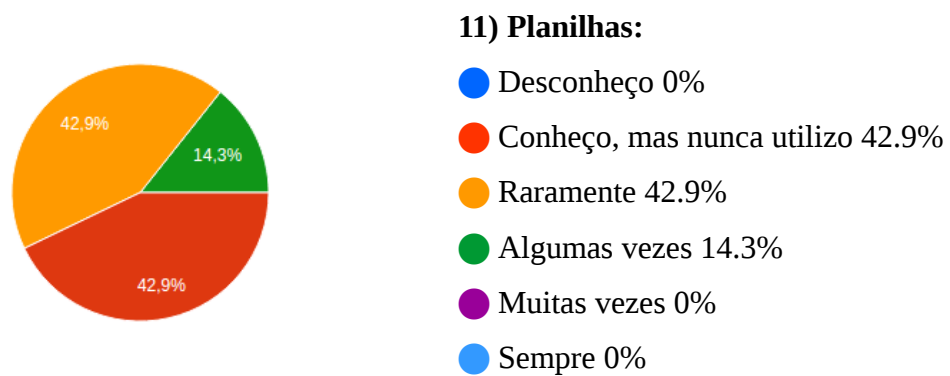 11) Planilhas:
Desconheço 0%
Conheço, mas nunca utilizo 42.9%
Raramente 42.9%
Algumas vezes 14.3%
Muitas vezes 0%
Sempre 0%
42,9%
14,3%
42,9%